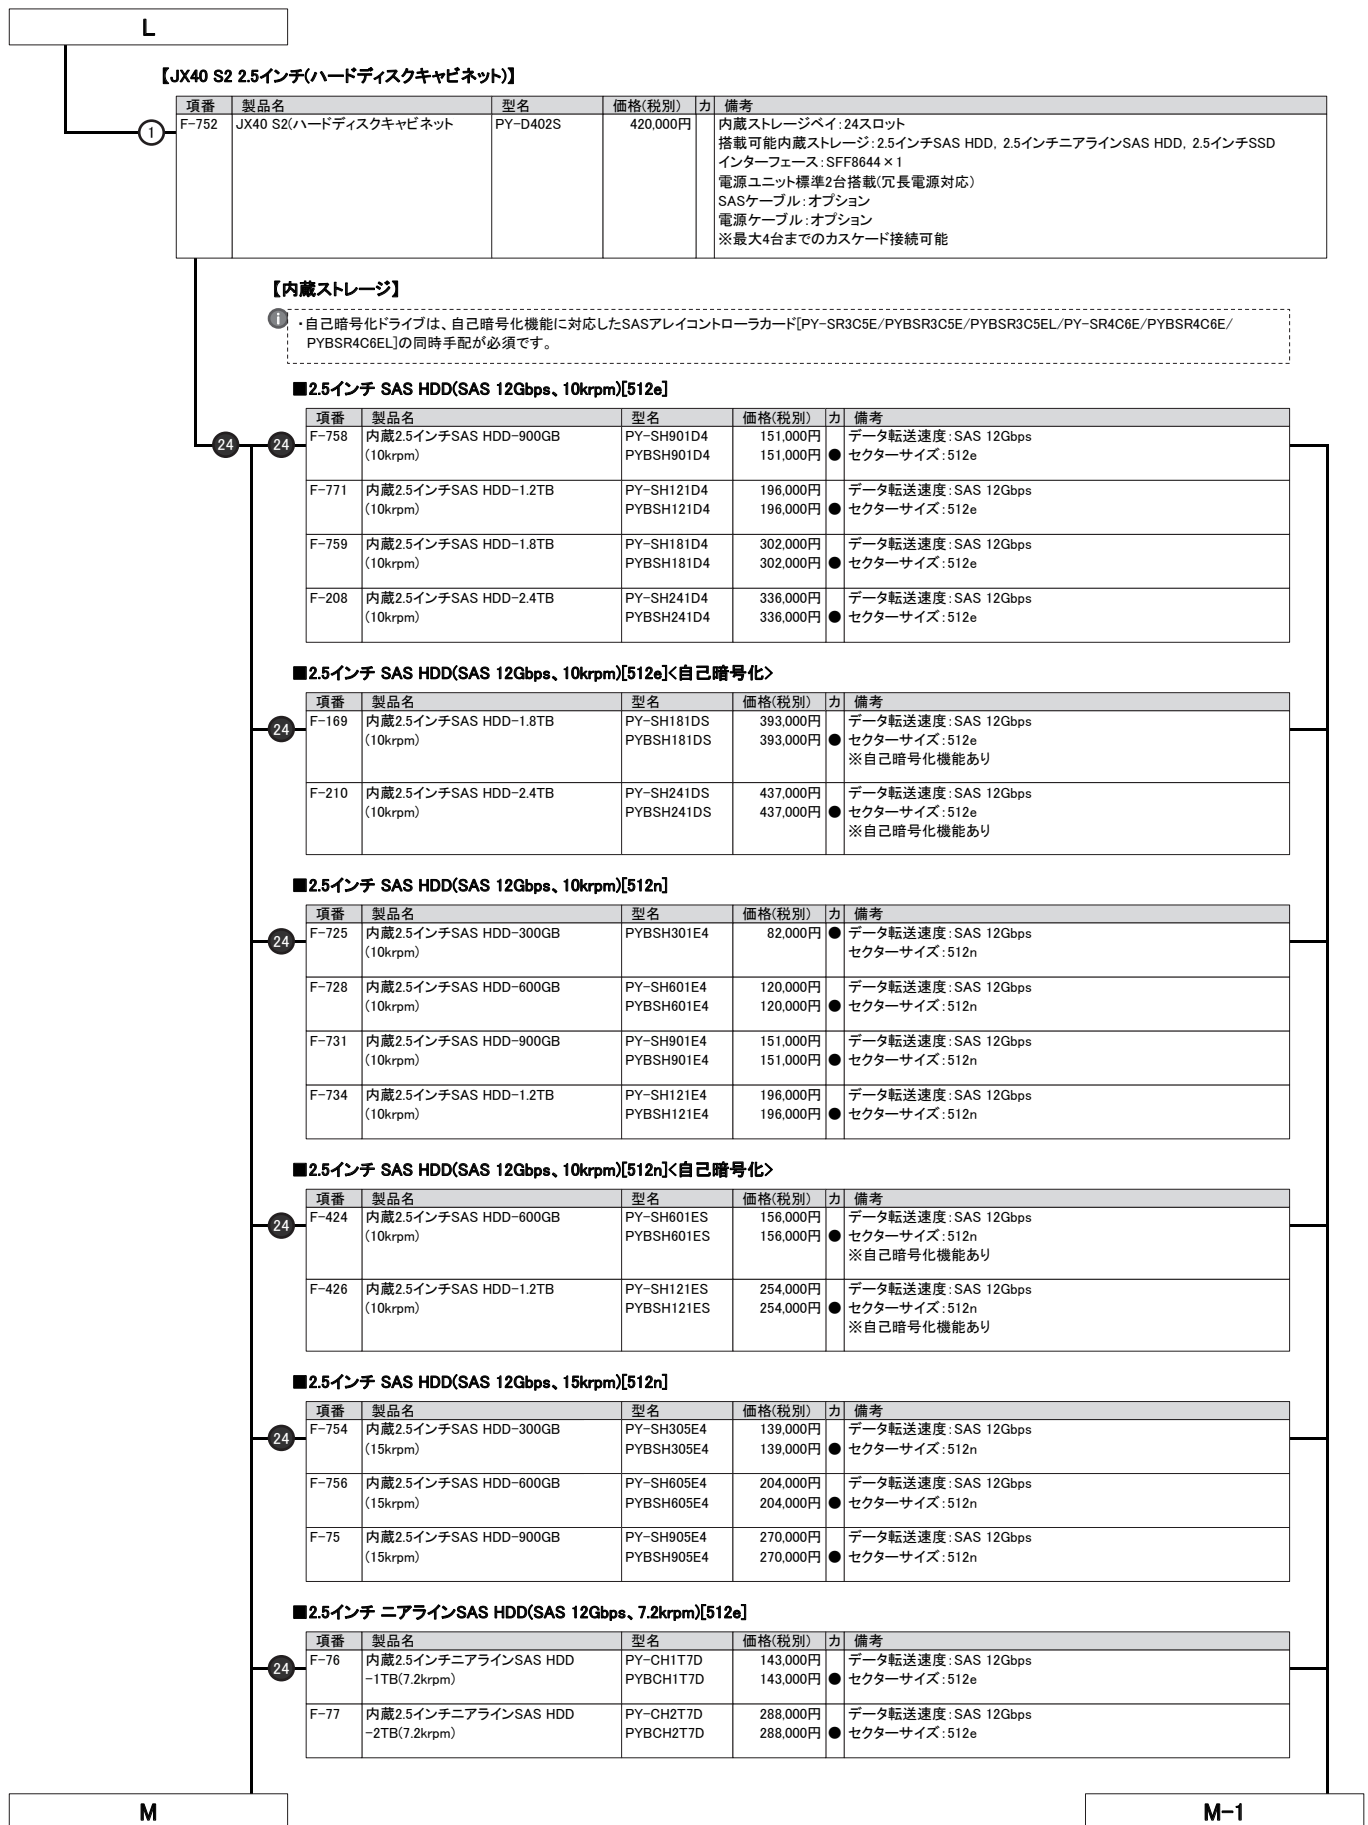 L
【JX40 S2 2.5インチ(ハードディスクキャビネット)】
項番 製品名 型名 価格(税別) カ 備考
1
F-752 JX40 S2(ハードディスクキャビネット PY-D402S 420,000円 内蔵ストレージベイ:24スロット
搭載可能内蔵ストレージ:2.5インチSAS HDD, 2.5インチニアラインSAS HDD, 2.5インチSSD
インターフェース:SFF8644×1
電源ユニット標準2台搭載(冗長電源対応)
SASケーブル:オプション
電源ケーブル:オプション
※最大4台までのカスケード接続可能
【内蔵ストレージ】
i
・自己暗号化ドライブは、自己暗号化機能に対応したSASアレイコントローラカード[PY-SR3C5E/PYBSR3C5E/PYBSR3C5EL/PY-SR4C6E/PYBSR4C6E/
PYBSR4C6EL]の同時手配が必須です。
■2.5インチ SAS HDD(SAS 12Gbps、10krpm)[512e]
項番 製品名 型名 価格(税別) カ 備考
24 24
F-758 内蔵2.5インチSAS HDD-900GB PY-SH901D4 151,000円 データ転送速度:SAS 12Gbps
(10krpm) PYBSH901D4 151,000円 ● セクターサイズ:512e
F-771 内蔵2.5インチSAS HDD-1.2TB PY-SH121D4 196,000円 データ転送速度:SAS 12Gbps
(10krpm) PYBSH121D4 196,000円 ● セクターサイズ:512e
F-759 内蔵2.5インチSAS HDD-1.8TB PY-SH181D4 302,000円 データ転送速度:SAS 12Gbps
(10krpm) PYBSH181D4 302,000円 ● セクターサイズ:512e
F-208 内蔵2.5インチSAS HDD-2.4TB PY-SH241D4 336,000円 データ転送速度:SAS 12Gbps
(10krpm) PYBSH241D4 336,000円 ● セクターサイズ:512e
■2.5インチ SAS HDD(SAS 12Gbps、10krpm)[512e]<自己暗号化>
項番 製品名 型名 価格(税別) カ 備考
24
F-169 内蔵2.5インチSAS HDD-1.8TB PY-SH181DS 393,000円 データ転送速度:SAS 12Gbps
(10krpm) PYBSH181DS 393,000円 ● セクターサイズ:512e
※自己暗号化機能あり
F-210 内蔵2.5インチSAS HDD-2.4TB PY-SH241DS 437,000円 データ転送速度:SAS 12Gbps
(10krpm) PYBSH241DS 437,000円 ● セクターサイズ:512e
※自己暗号化機能あり
■2.5インチ SAS HDD(SAS 12Gbps、10krpm)[512n]
項番 製品名 型名 価格(税別) カ 備考
24
F-725 内蔵2.5インチSAS HDD-300GB PYBSH301E4 82,000円 ● データ転送速度:SAS 12Gbps
(10krpm) セクターサイズ:512n
F-728 内蔵2.5インチSAS HDD-600GB PY-SH601E4 120,000円 データ転送速度:SAS 12Gbps
(10krpm) PYBSH601E4 120,000円 ● セクターサイズ:512n
F-731 内蔵2.5インチSAS HDD-900GB PY-SH901E4 151,000円 データ転送速度:SAS 12Gbps
(10krpm) PYBSH901E4 151,000円 ● セクターサイズ:512n
F-734 内蔵2.5インチSAS HDD-1.2TB PY-SH121E4 196,000円 データ転送速度:SAS 12Gbps
(10krpm) PYBSH121E4 196,000円 ● セクターサイズ:512n
■2.5インチ SAS HDD(SAS 12Gbps、10krpm)[512n]<自己暗号化>
項番 製品名 型名 価格(税別) カ 備考
24
F-424 内蔵2.5インチSAS HDD-600GB PY-SH601ES 156,000円 データ転送速度:SAS 12Gbps
(10krpm) PYBSH601ES 156,000円 ● セクターサイズ:512n
※自己暗号化機能あり
F-426 内蔵2.5インチSAS HDD-1.2TB PY-SH121ES 254,000円 データ転送速度:SAS 12Gbps
(10krpm) PYBSH121ES 254,000円 ● セクターサイズ:512n
※自己暗号化機能あり
■2.5インチ SAS HDD(SAS 12Gbps、15krpm)[512n]
項番 製品名 型名 価格(税別) カ 備考
24
F-754 内蔵2.5インチSAS HDD-300GB PY-SH305E4 139,000円 データ転送速度:SAS 12Gbps
(15krpm) PYBSH305E4 139,000円 ● セクターサイズ:512n
F-756 内蔵2.5インチSAS HDD-600GB PY-SH605E4 204,000円 データ転送速度:SAS 12Gbps
(15krpm) PYBSH605E4 204,000円 ● セクターサイズ:512n
F-75 内蔵2.5インチSAS HDD-900GB PY-SH905E4 270,000円 データ転送速度:SAS 12Gbps
(15krpm) PYBSH905E4 270,000円 ● セクターサイズ:512n
■2.5インチ ニアラインSAS HDD(SAS 12Gbps、7.2krpm)[512e]
項番 製品名 型名 価格(税別) カ 備考
24
F-76 内蔵2.5インチニアラインSAS HDD PY-CH1T7D 143,000円 データ転送速度:SAS 12Gbps
-1TB(7.2krpm) PYBCH1T7D 143,000円 ● セクターサイズ:512e
F-77 内蔵2.5インチニアラインSAS HDD PY-CH2T7D 288,000円 データ転送速度:SAS 12Gbps
-2TB(7.2krpm) PYBCH2T7D 288,000円 ● セクターサイズ:512e
M M-1